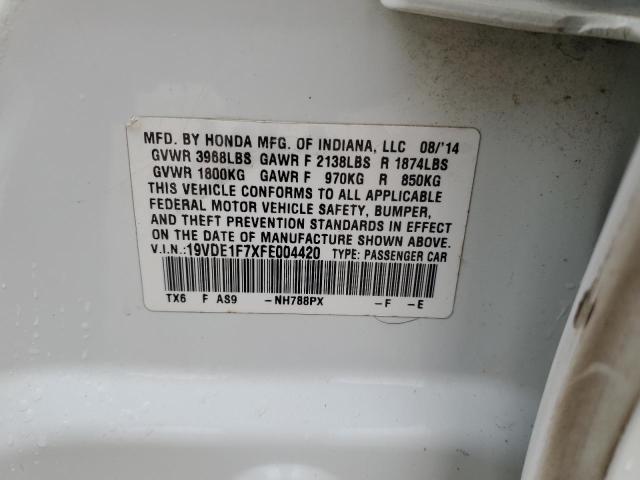 MFD. BY HONDA MFG. OF INDIANA, LLC 08/'14
GVWR 3968LBS GAWR F 2138LBS R 1874LBS
GVWR 1800KG GAWR F 970KG R 850KG
THIS VEHICLE CONFORMS TO ALL APPLICABLE
FEDERAL MOTOR VEHICLE SAFETY, BUMPER,
AND THEFT PREVENTION STANDARDS IN EFFECT
ON THE DATE OF MANUFACTURE SHOWN ABOVE.
V.I.N.:19VDE1F7XFE004420 TYPE: PASSENGER CAR
TX6 F AS9 -NH788PX -F -E